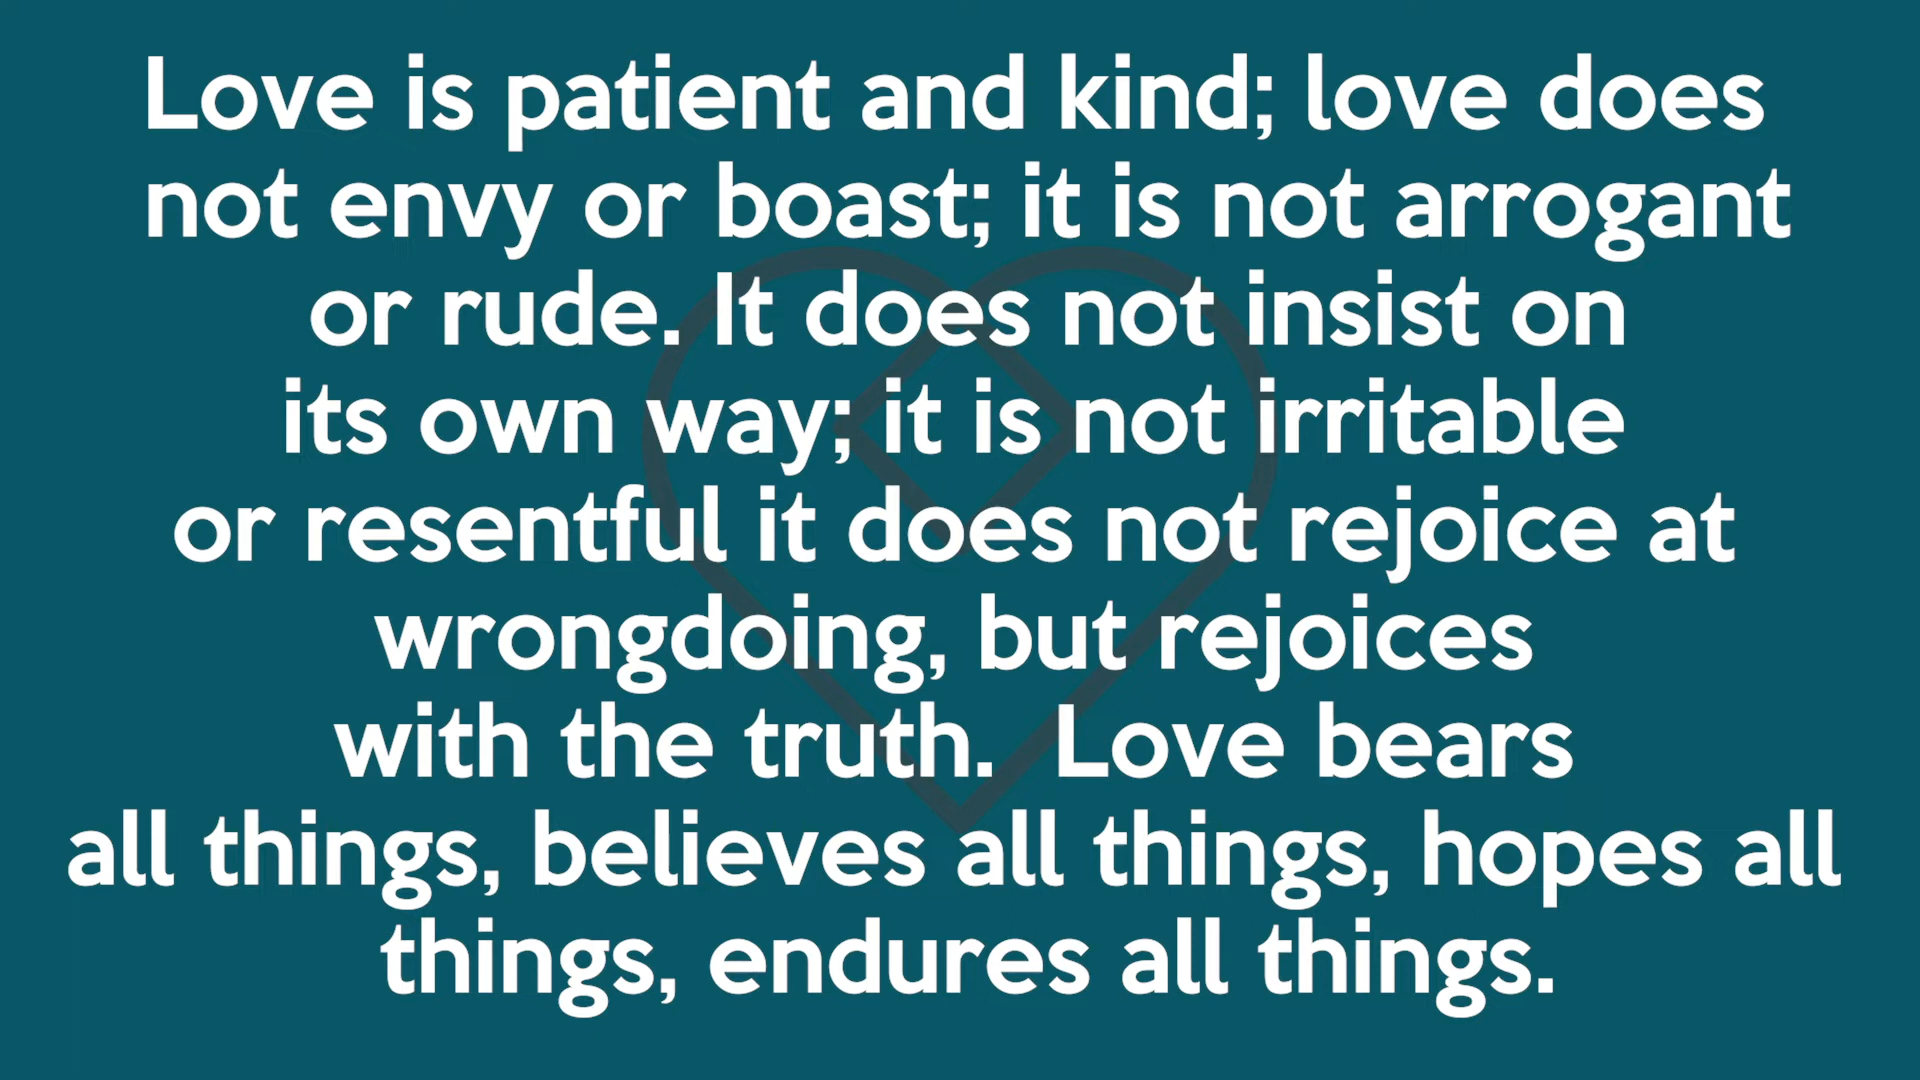 Love is patient and kind; love does
not envy or boast; it is not arrogant
or rude. It does not insist on
its own way; it is not irritable
or resentful it does not rejoice at
wrongdoing, but rejoices
with the truth.  Love bears
all things, believes all things, hopes all
things, endures all things.